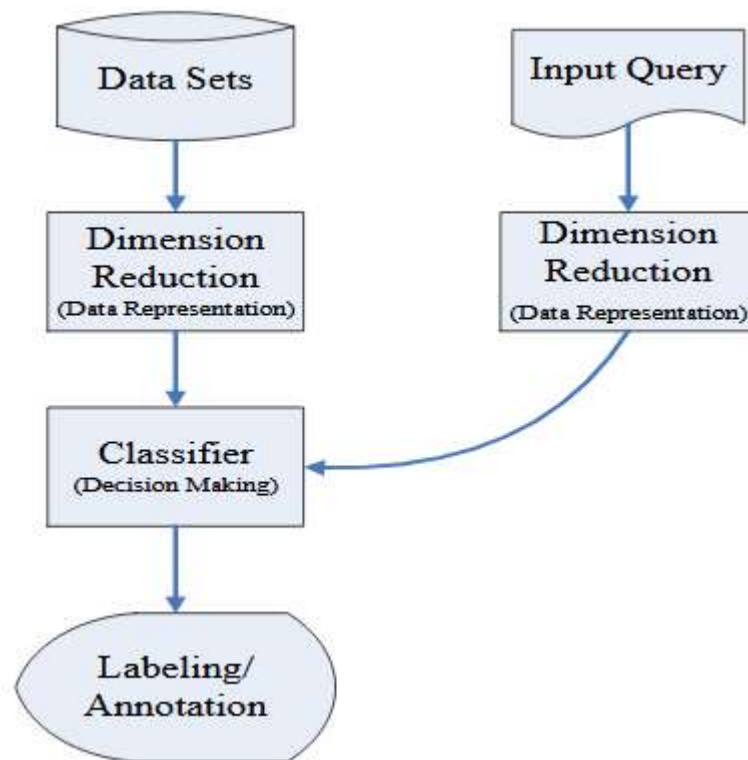 Data Sets
Input Query
Dimension
Reduction
(Data Representation)
Dimension
Reduction
(Data Representation)
Classifier
(Decision Making)
Labeling/
Annotation